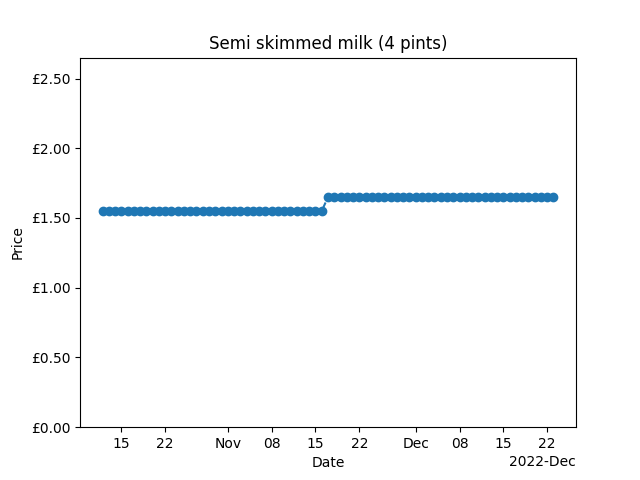 Semi skimmed milk (4 pints)
£2.50
£2.00
£1.50
£1.00
£0.50
£0.00
Price
15 22 Nov 08 15 22 Dec 08 15 22
Date
2022-Dec